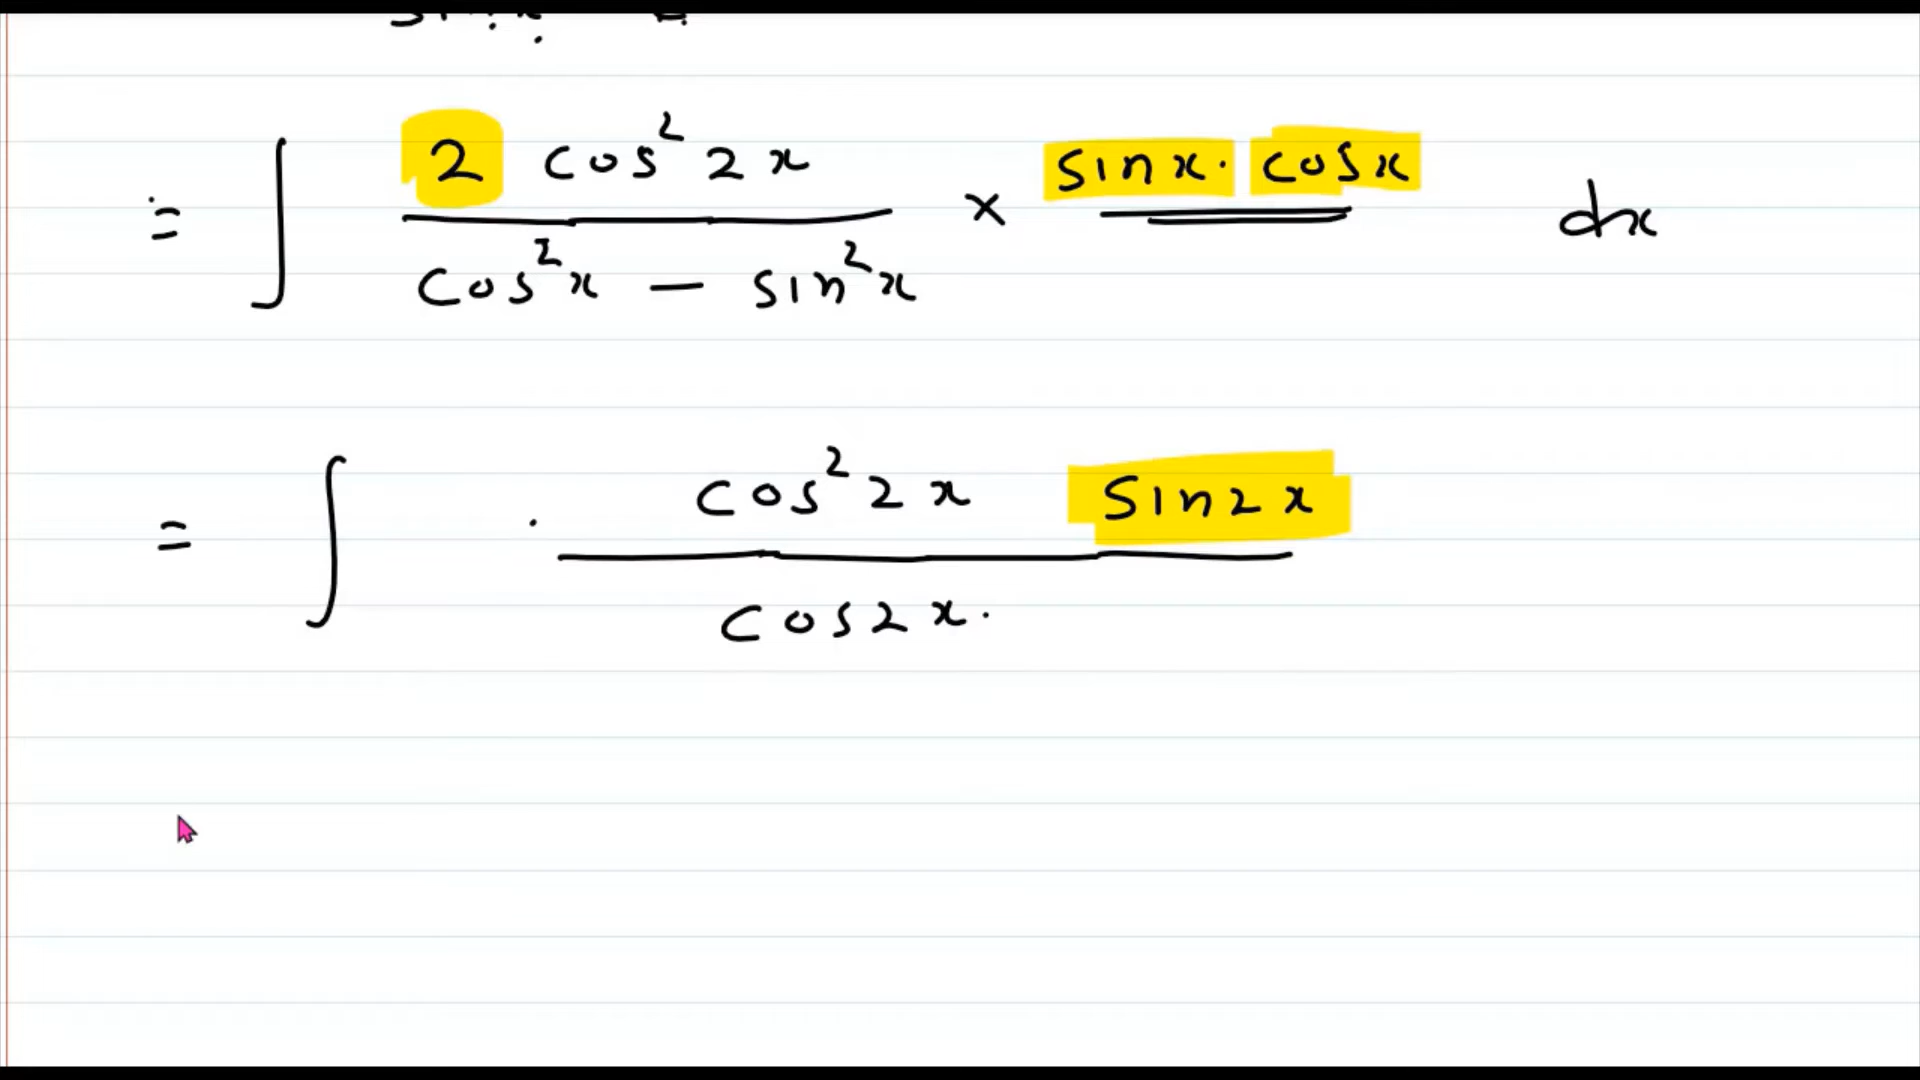 = ∫ 2 cos² 2x / cos²x − sin²x × sinx · cosx dx
= ∫ cos² 2x sin2x / cos2x.